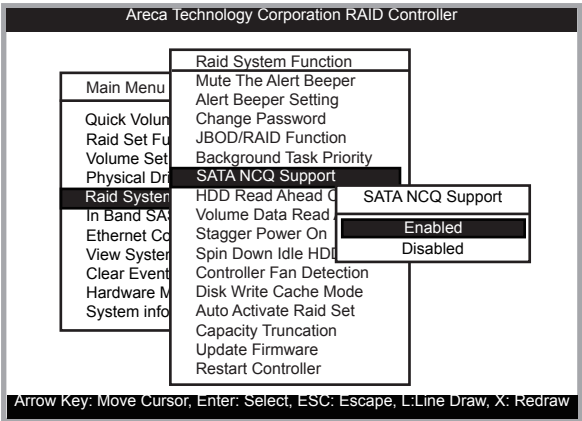 Areca Technology Corporation RAID Controller
Main Menu
Quick Volum
Raid Set Fu
Volume Set
Physical Dri
Raid System
In Band SA
Ethernet Co
View System
Clear Event
Hardware M
System info
Raid System Function
Mute The Alert Beeper
Alert Beeper Setting
Change Password
JBOD/RAID Function
Background Task Priority
SATA NCQ Support
HDD Read Ahead C
Volume Data Read
Stagger Power On
Spin Down Idle HDD
Controller Fan Detection
Disk Write Cache Mode
Auto Activate Raid Set
Capacity Truncation
Update Firmware
Restart Controller
SATA NCQ Support
Enabled
Disabled
Arrow Key: Move Cursor, Enter: Select, ESC: Escape, L:Line Draw, X: Redraw